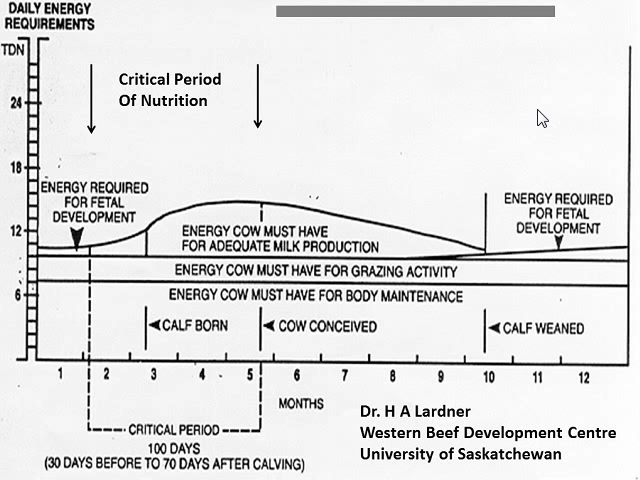 DAILY ENERGY
REQUIREMENTS
TDN
24
18
12
6
Critical Period
Of Nutrition
ENERGY REQUIRED
FOR FETAL
DEVELOPMENT
ENERGY COW MUST HAVE
FOR ADEQUATE MILK PRODUCTION
ENERGY REQUIRED
FOR FETAL
DEVELOPMENT
ENERGY COW MUST HAVE FOR GRAZING ACTIVITY
ENERGY COW MUST HAVE FOR BODY MAINTENANCE
CALF BORN
COW CONCEIVED
CALF WEANED
1 2 3 4 5 6 7 8 9 10 11 12
MONTHS
CRITICAL PERIOD
100 DAYS
(30 DAYS BEFORE TO 70 DAYS AFTER CALVING)
Dr. H A Lardner
Western Beef Development Centre
University of Saskatchewan